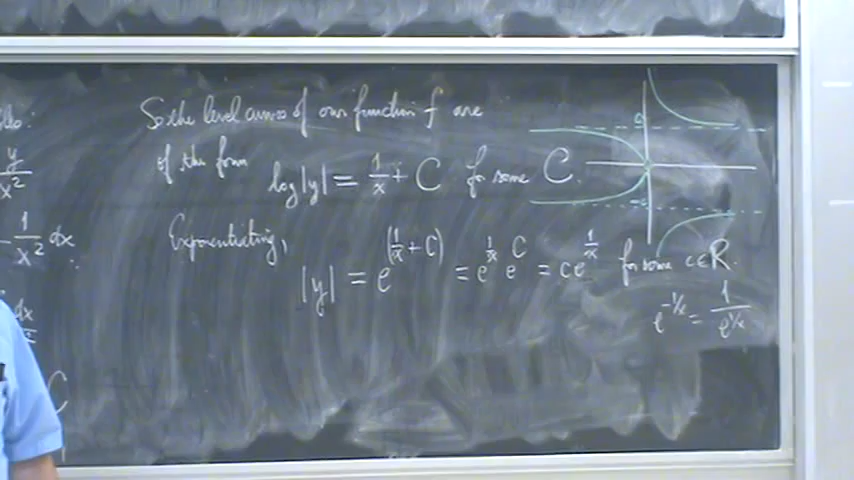 So the level curves of our function f are
of the form log|y| = 1/x + C for some C.
Exponentiating,
|y| = e^(1/x + C) = e^1/x e^C = ce^1/x for some c∈R.
e^-1/x = 1/e^1/x
y/x²
-1/x² dx
dx
C